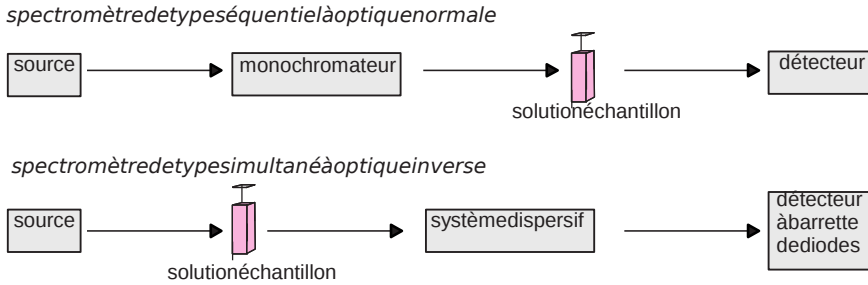 spectromètredetypeséquentielàoptiquenormale
source
monochromateur
détecteur
solutionéchantillon
spectromètredetypesimultanéàoptiqueinverse
source
systèmedispersif
détecteur
àbarrette
dediodes
solutionéchantillon